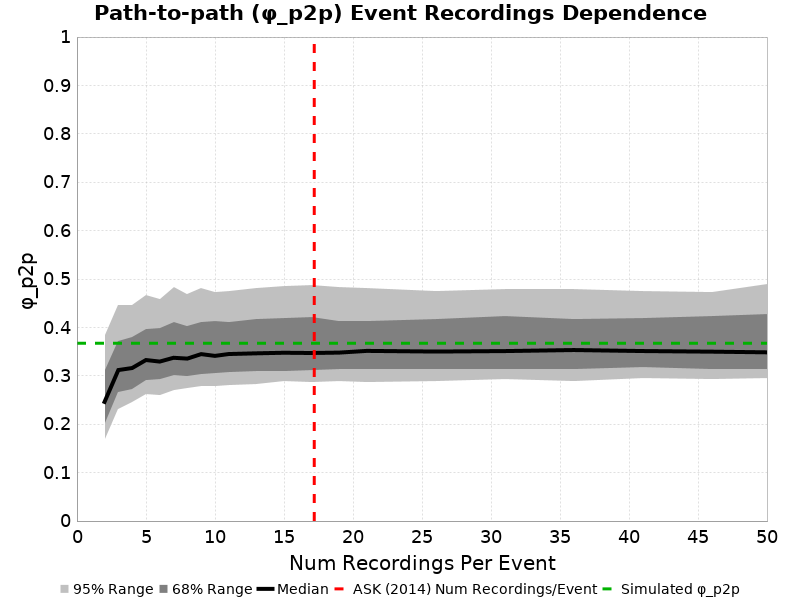 Path-to-path (φ_p2p) Event Recordings Dependence
1
0.9
0.8
0.7
0.6
0.5
0.4
0.3
0.2
0.1
0
φ_p2p
0 5 10 15 20 25 30 35 40 45 50
Num Recordings Per Event
95% Range 68% Range Median ASK (2014) Num Recordings/Event Simulated φ_p2p